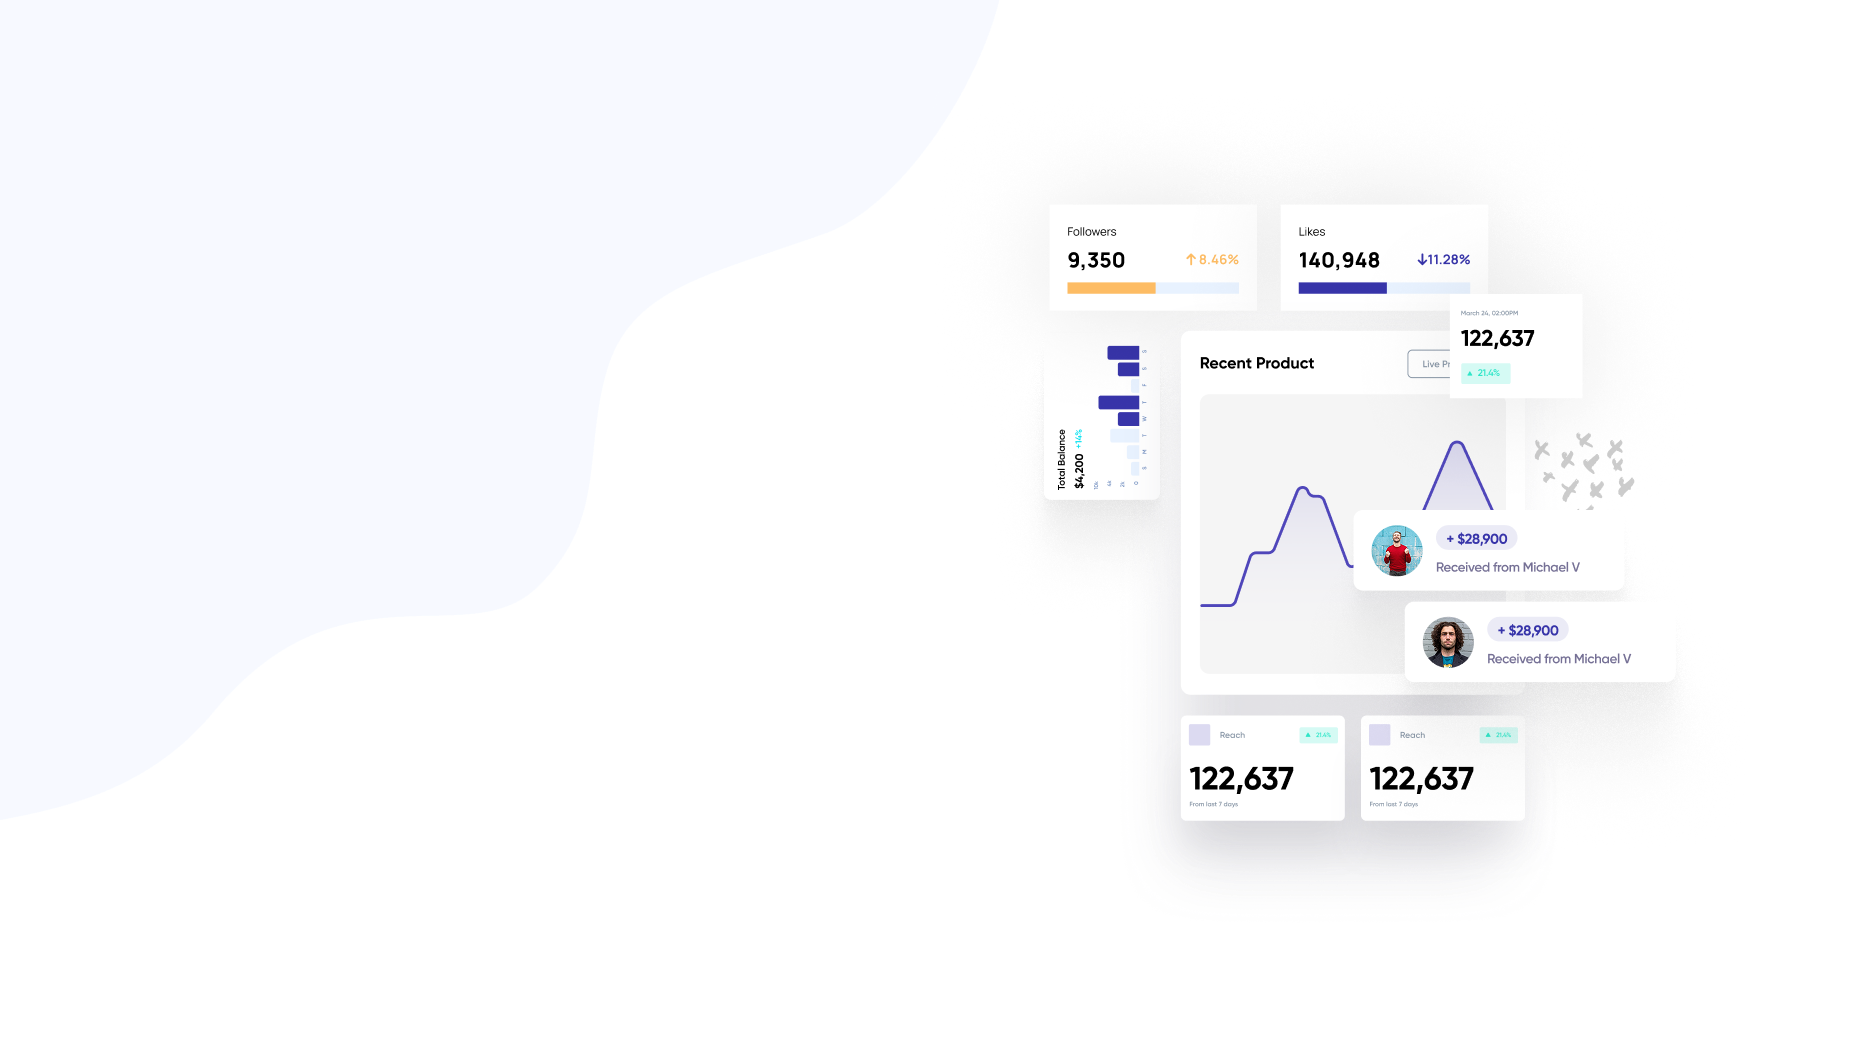 Followers
9,350
8.46%
Likes
140,948
11.28%
March 24, 02:00PM
122,637
21.4%
Recent Product
Live Pr
Total Balance
$4,200 +14%
S
S
F
T
W
T
M
S
0
+ $28,900
Received from Michael V
+ $28,900
Received from Michael V
Reach
21.4%
122,637
From last 7 days
Reach
21.4%
122,637
From last 7 days